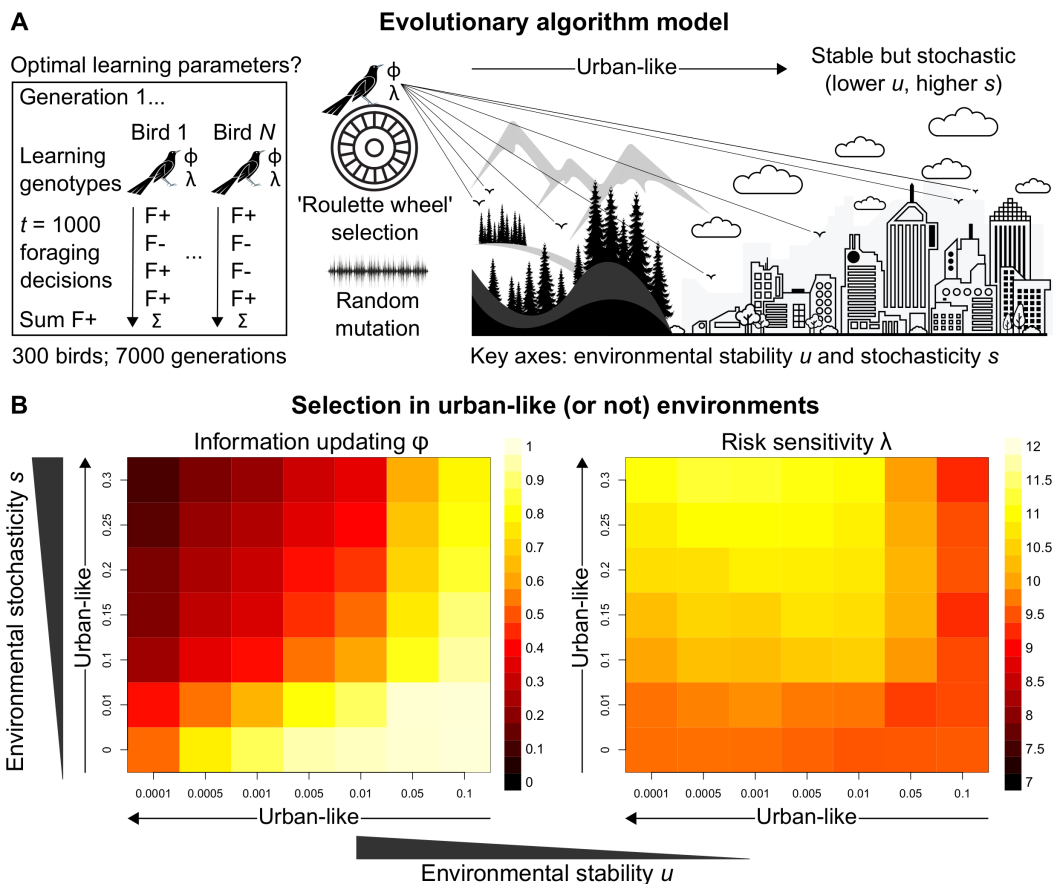 A
Evolutionary algorithm model
Optimal learning parameters?
Generation 1...
Bird 1
Bird N
Learning
genotypes
φ
λ
φ
λ
t = 1000
foraging
decisions
F+
F-
F+
F+
...
F+
F-
F-
F+
Sum F+
Σ
Σ
300 birds; 7000 generations
φ
λ
'Roulette wheel'
selection
Random
mutation
Urban-like
Stable but stochastic
(lower u, higher s)
Key axes: environmental stability u and stochasticity s
B
Selection in urban-like (or not) environments
Environmental stochasticity s
Urban-like
Information updating φ
0.3
0.25
0.2
0.15
0.1
0.01
0
0.0001
0.0005
0.001
0.005
0.01
0.05
0.1
Urban-like
1
0.9
0.8
0.7
0.6
0.5
0.4
0.3
0.2
0.1
0
Urban-like
Risk sensitivity λ
0.3
0.25
0.2
0.15
0.1
0.01
0
0.0001
0.0005
0.001
0.005
0.01
0.05
0.1
Urban-like
12
11.5
11
10.5
10
9.5
9
8.5
8
7.5
7
Environmental stability u